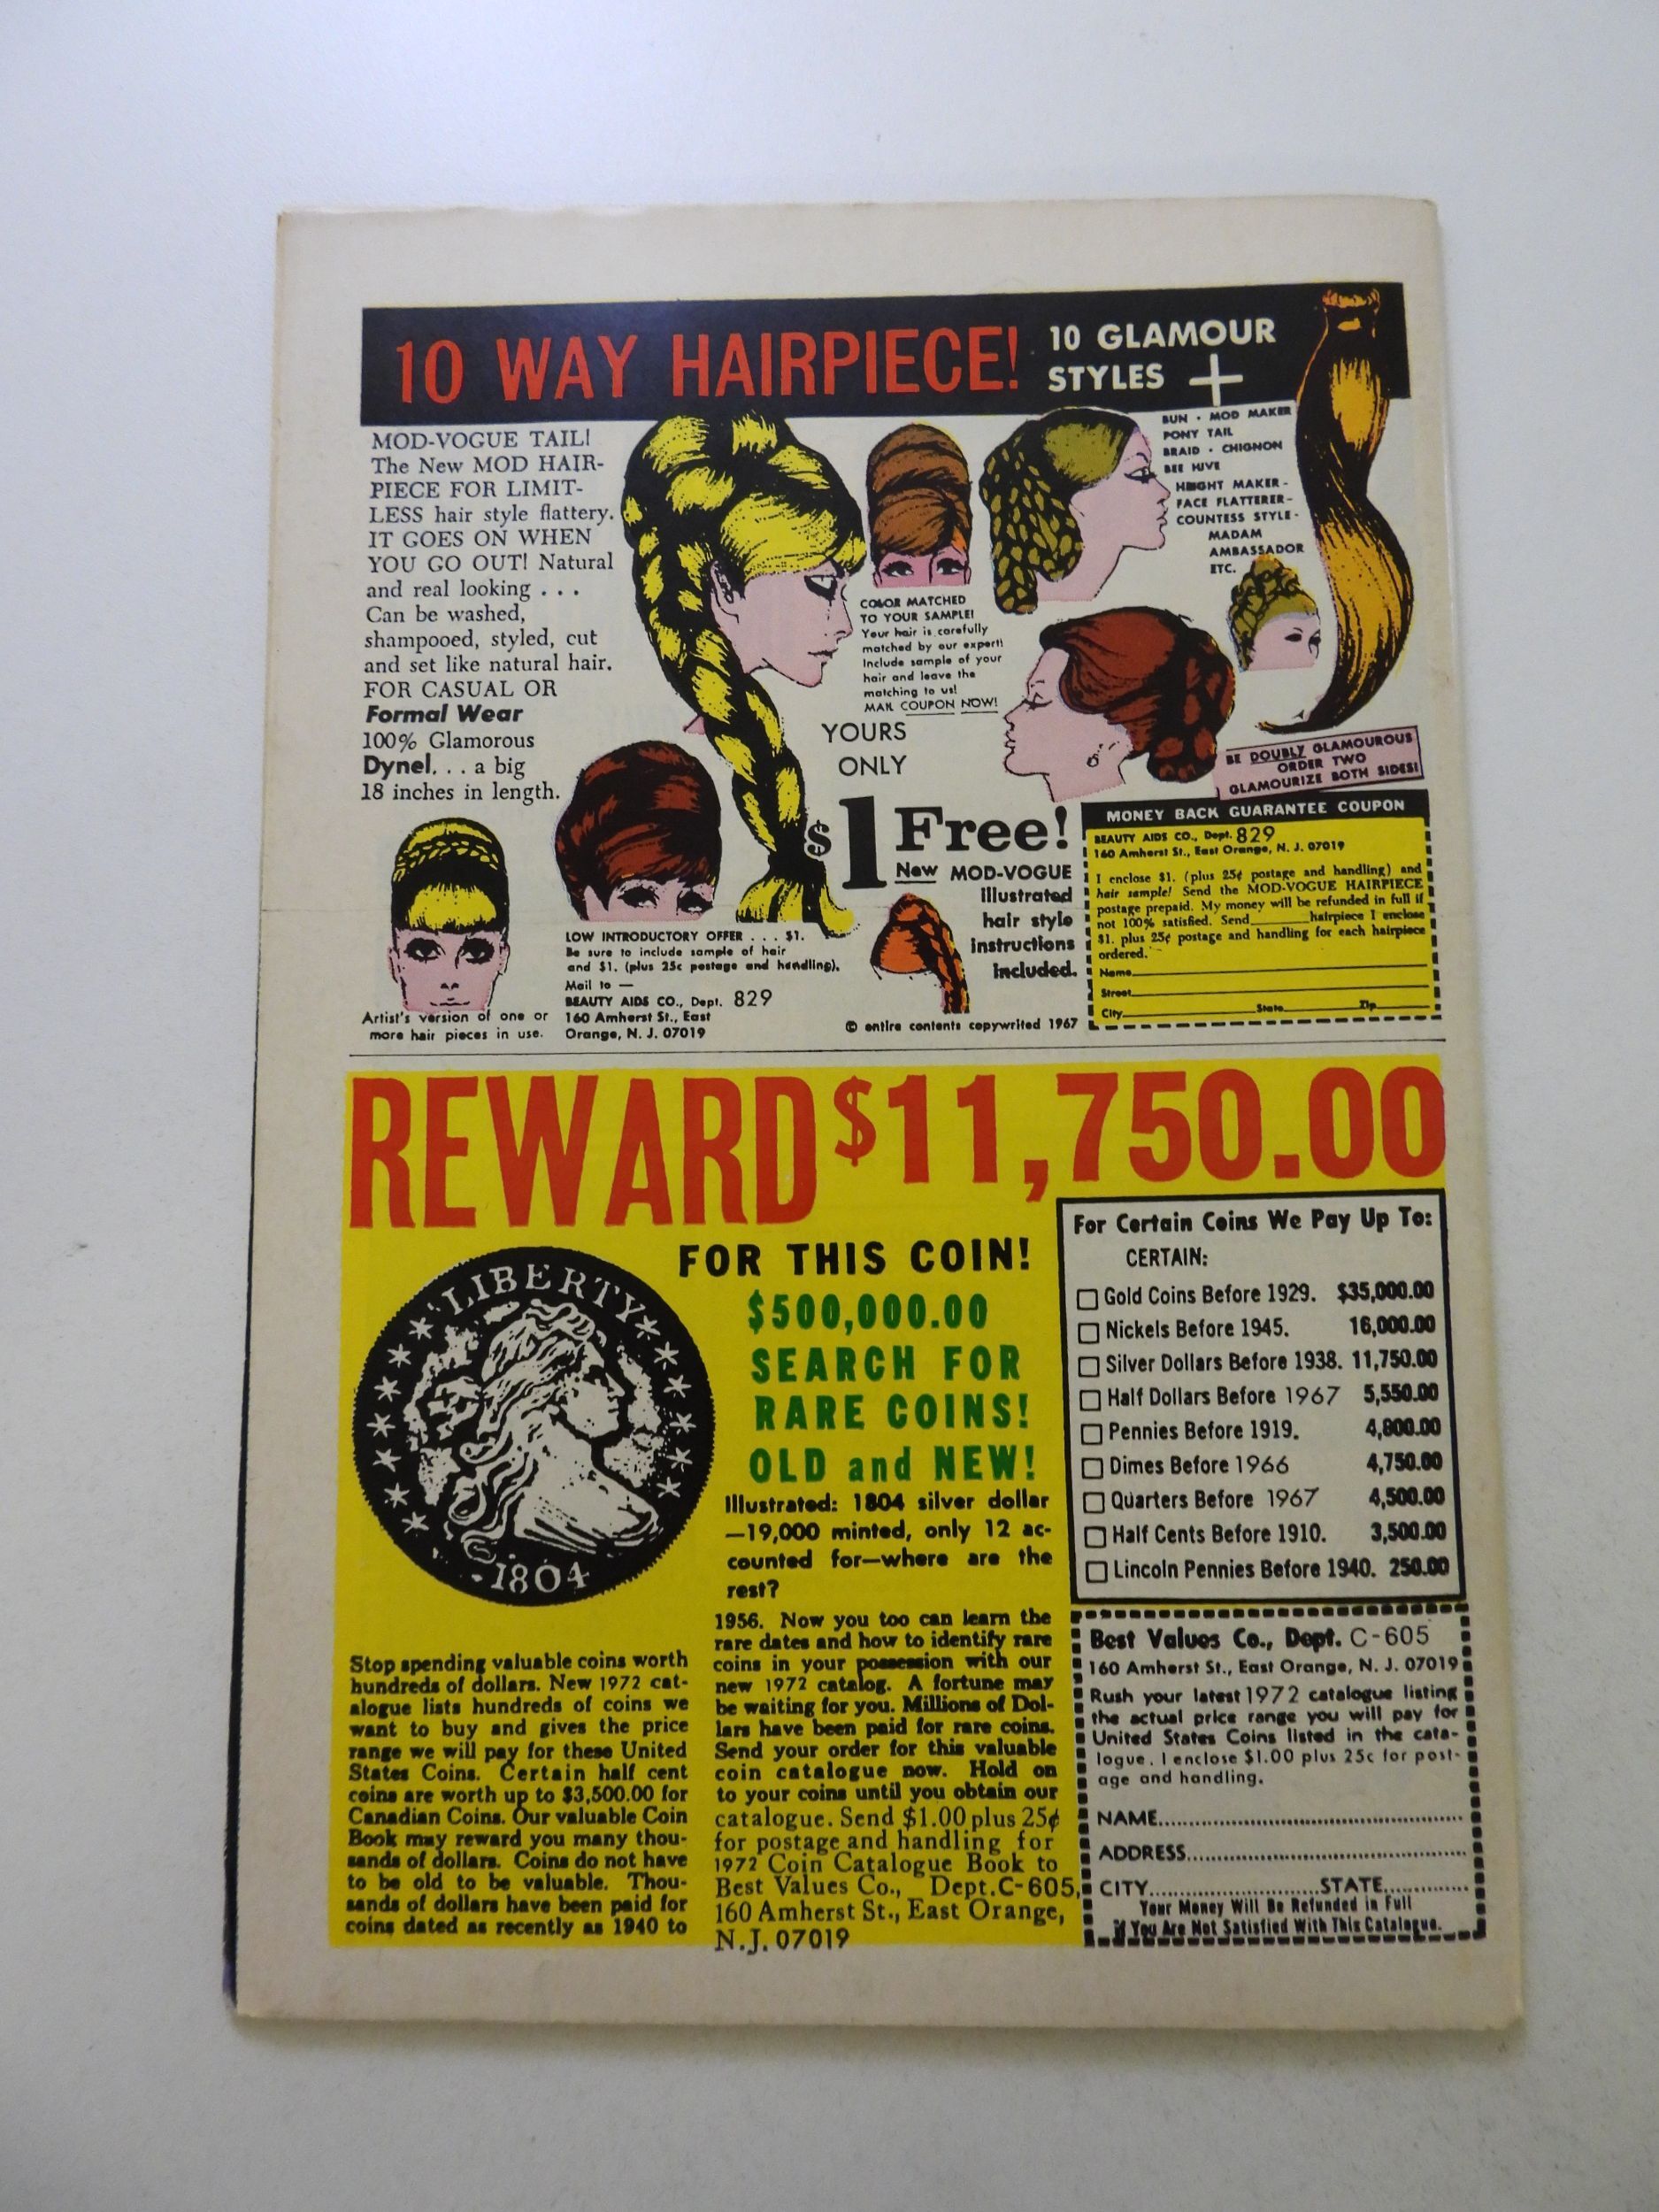 10 WAY HAIRPIECE!
10 GLAMOUR
STYLES +
MOD-VOGUE TAIL!
The New MOD HAIR-
PIECE FOR LIMIT-
LESS hair style flattery.
IT GOES ON WHEN
YOU GO OUT! Natural
and real looking . . .
Can be washed,
shampooed, styled, cut
and set like natural hair.
FOR CASUAL OR
Formal Wear
100% Glamorous
Dynel. . . a big
18 inches in length.
BUN - MOD MAKER
PONY TAIL
BRAID - CHIGNON
BEE HIVE
HEIGHT MAKER -
FACE FLATTERER -
COUNTESS STYLE -
MADAM
AMBASSADOR
ETC.
COLOR MATCHED
TO YOUR SAMPLE!
Your hair is carefully
matched by our expert!
Include sample of your
hair and leave the
matching to us!
MAIL COUPON NOW!
YOURS
ONLY
$1
Free!
New MOD-VOGUE
illustrated
hair style
instructions
included.
BE DOUBLY GLAMOUROUS
ORDER TWO
GLAMOURIZE BOTH SIDES!
Artist's version of one or
more hair pieces in use.
LOW INTRODUCTORY OFFER . . . $1.
Be sure to include sample of hair
and $1. (plus 25c postage and handling).
Mail to —
BEAUTY AIDS CO., Dept. 829
160 Amherst St., East
Orange, N. J. 07019
© entire contents copywrited 1967
MONEY BACK GUARANTEE COUPON
BEAUTY AIDS CO., Dept. 829
160 Amherst St., East Orange, N. J. 07019
I enclose $1. (plus 25¢ postage and handling) and
hair sample! Send the MOD-VOGUE HAIRPIECE
postage prepaid. My money will be refunded in full if
not 100% satisfied. Send______hairpiece I enclose
$1. plus 25¢ postage and handling for each hairpiece
ordered.
Name
Street
City State Zip
REWARD $11,750.00
FOR THIS COIN!
$500,000.00
SEARCH FOR
RARE COINS!
OLD and NEW!
LIBERTY
1804
Illustrated: 1804 silver dollar
—19,000 minted, only 12 ac-
counted for—where are the
rest?
Stop spending valuable coins worth
hundreds of dollars. New 1972 cat-
alogue lists hundreds of coins we
want to buy and gives the price
range we will pay for these United
States Coins. Certain half cent
coins are worth up to $3,500.00 for
Canadian Coins. Our valuable Coin
Book may reward you many thou-
sands of dollars. Coins do not have
to be old to be valuable. Thou-
sands of dollars have been paid for
coins dated as recently as 1940 to
1956. Now you too can learn the
rare dates and how to identify rare
coins in your possession with our
new 1972 catalog. A fortune may
be waiting for you. Millions of Dol-
lars have been paid for rare coins.
Send your order for this valuable
coin catalogue now. Hold on
to your coins until you obtain our
catalogue. Send $1.00 plus 25¢
for postage and handling for
1972 Coin Catalogue Book to
Best Values Co., Dept.C-605,
160 Amherst St., East Orange,
N.J. 07019
For Certain Coins We Pay Up To:
CERTAIN:
Gold Coins Before 1929. $35,000.00
Nickels Before 1945. 16,000.00
Silver Dollars Before 1938. 11,750.00
Half Dollars Before 1967 5,550.00
Pennies Before 1919. 4,800.00
Dimes Before 1966 4,750.00
Quarters Before 1967 4,500.00
Half Cents Before 1910. 3,500.00
Lincoln Pennies Before 1940. 250.00
Best Values Co., Dept. C-605
160 Amherst St., East Orange, N. J. 07019
Rush your latest 1972 catalogue listing
the actual price range you will pay for
United States Coins listed in the cata-
logue. I enclose $1.00 plus 25c for post-
age and handling.
NAME
ADDRESS
CITY STATE
Your Money Will Be Refunded in Full
If You Are Not Satisfied With This Catalogue.